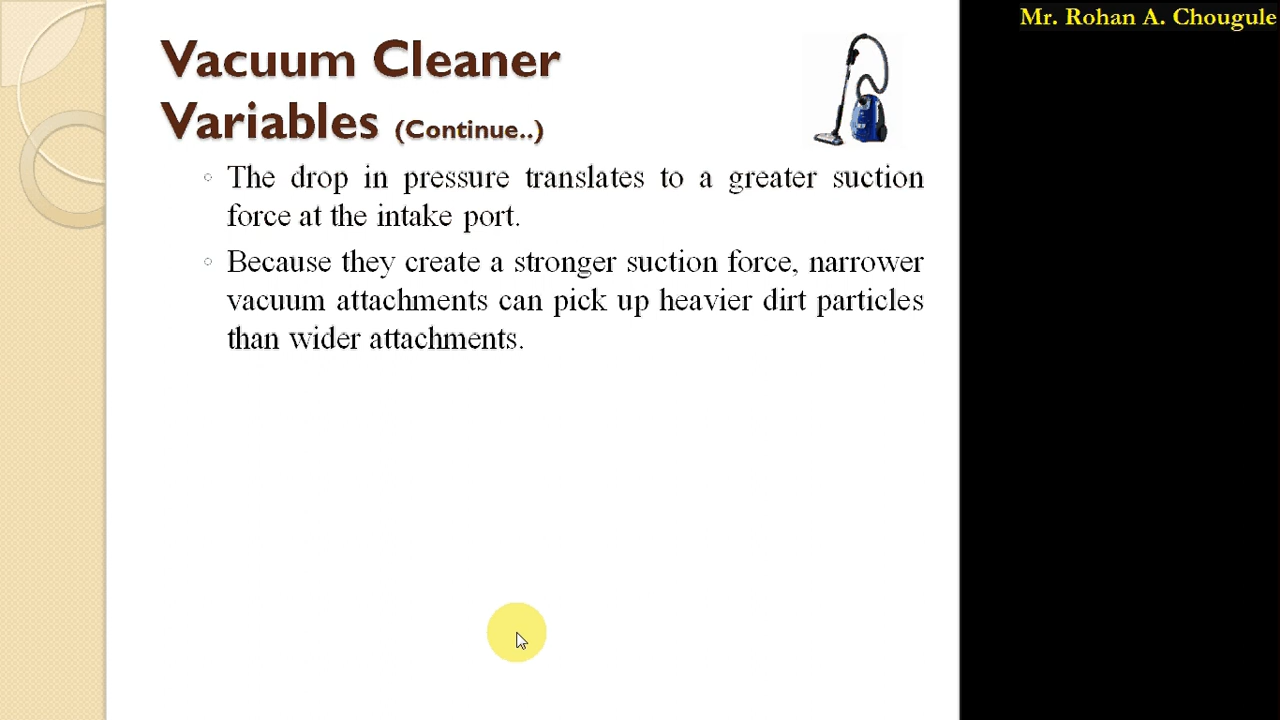 Mr. Rohan A. Chougule
Vacuum Cleaner
Variables (Continue..)
The drop in pressure translates to a greater suction
force at the intake port.
Because they create a stronger suction force, narrower
vacuum attachments can pick up heavier dirt particles
than wider attachments.